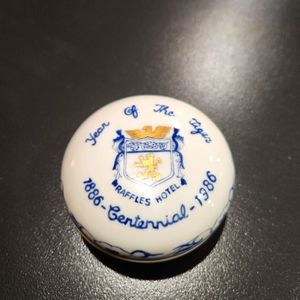 Year Of The Tiger
RAFFLES HOTEL
1886-Centennial-1986